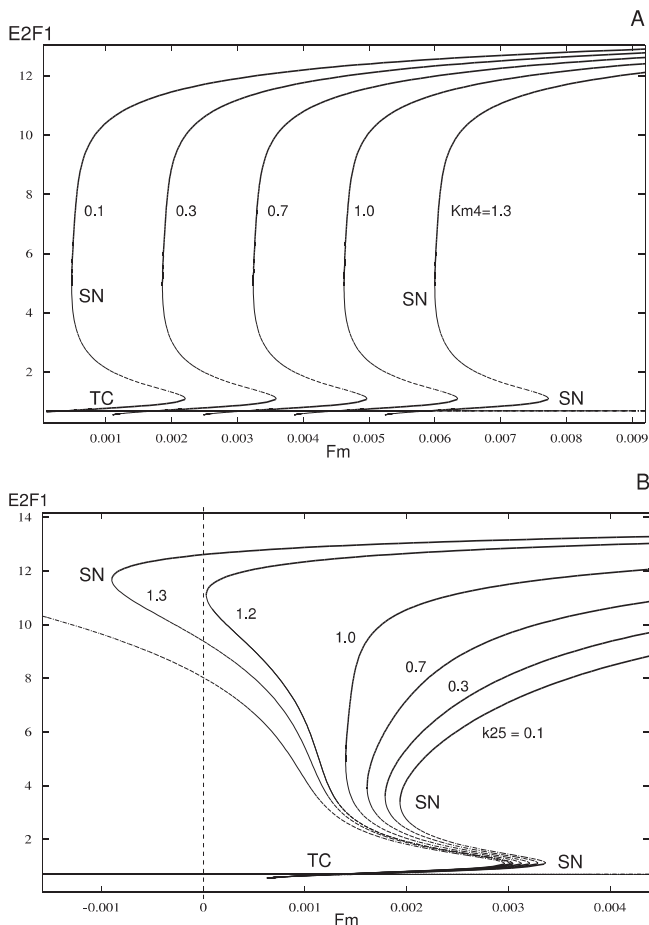 A
E2F1
12
10
8
6
4
2
0.1
0.3
0.7
1.0
Km4=1.3
SN
SN
TC
SN
0.001
0.002
0.003
0.004
0.005
0.006
0.007
0.008
0.009
Fm
B
E2F1
14
12
10
8
6
4
2
SN
1.3
1.2
1.0
0.7
0.3
k25 = 0.1
SN
TC
SN
-0.001
0
0.001
0.002
0.003
0.004
Fm